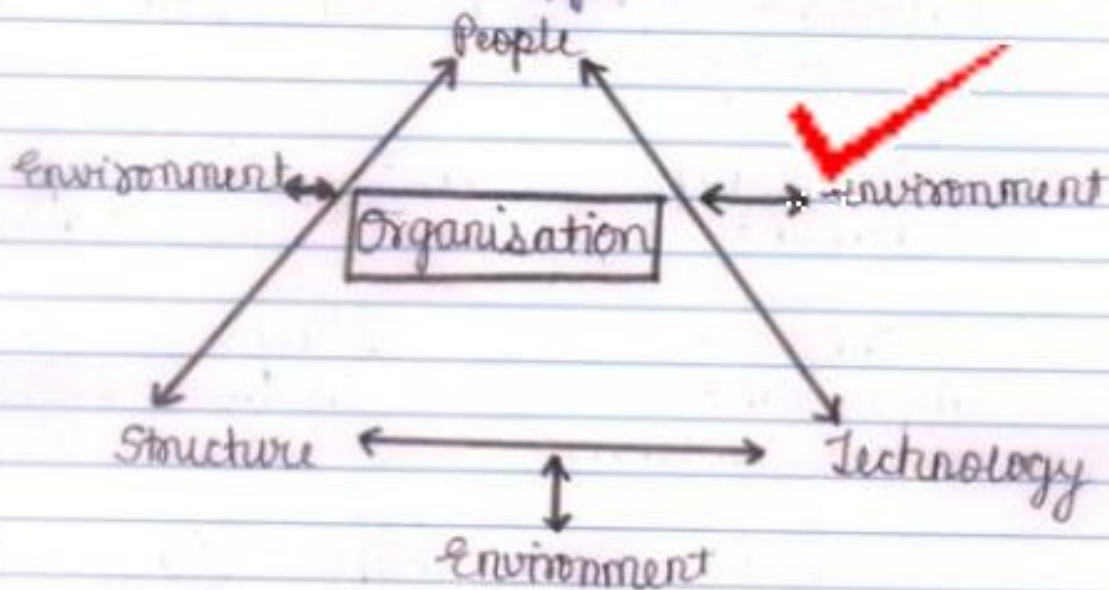 People
Environment
Environment
Organisation
Structure
Technology
Environment